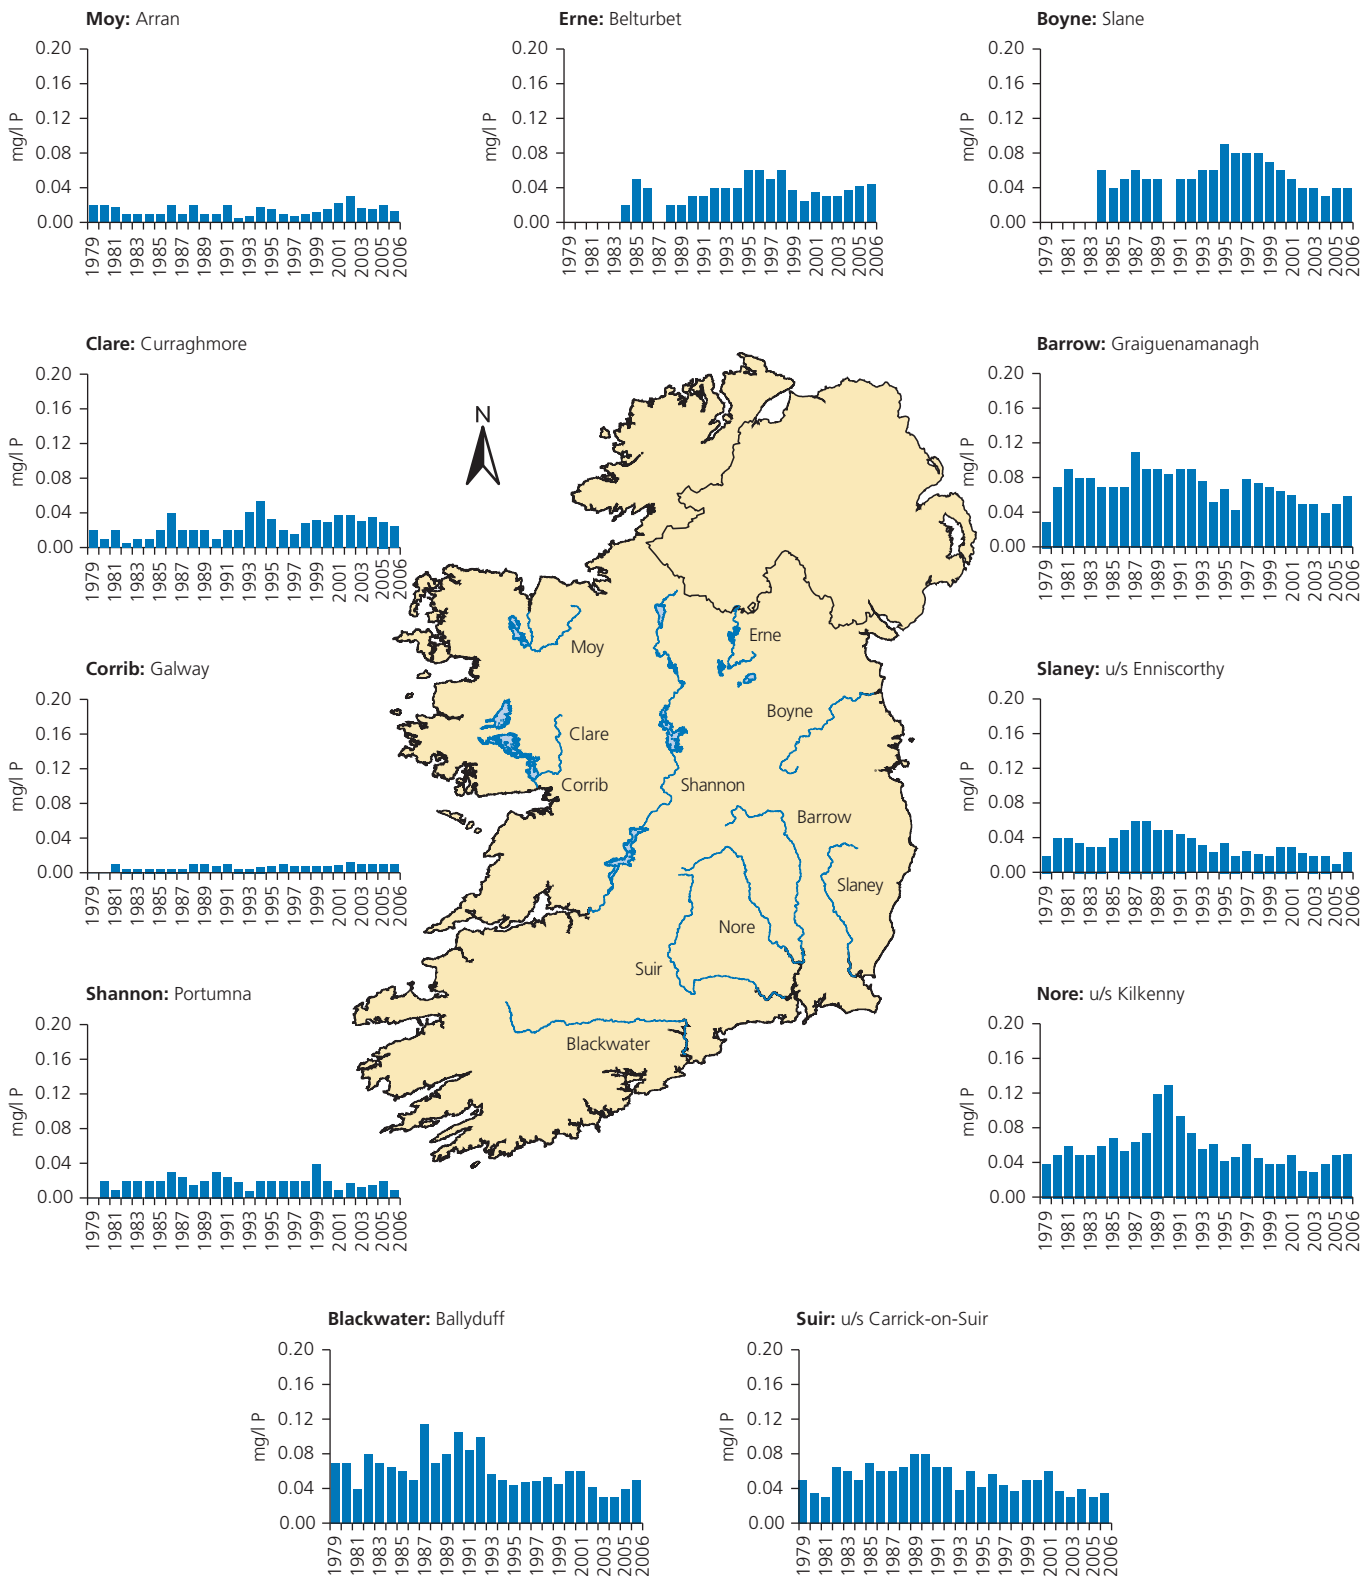 Moy: Arran
0.20
0.16
0.12
0.08
0.04
0.00
mg/l P
1979 1981 1983 1985 1987 1989 1991 1993 1995 1997 1999 2001 2003 2005 2006
Erne: Belturbet
0.20
0.16
0.12
0.08
0.04
0.00
mg/l P
1979 1981 1983 1985 1987 1989 1991 1993 1995 1997 1999 2001 2003 2005 2006
Boyne: Slane
0.20
0.16
0.12
0.08
0.04
0.00
mg/l P
1979 1981 1983 1985 1987 1989 1991 1993 1995 1997 1999 2001 2003 2005 2006
Clare: Curraghmore
0.20
0.16
0.12
0.08
0.04
0.00
mg/l P
1979 1981 1983 1985 1987 1989 1991 1993 1995 1997 1999 2001 2003 2005 2006
Barrow: Graiguenamanagh
0.20
0.16
0.12
0.08
0.04
0.00
mg/l P
1979 1981 1983 1985 1987 1989 1991 1993 1995 1997 1999 2001 2003 2005 2006
N
Moy
Erne
Boyne
Clare
Corrib
Shannon
Barrow
Slaney
Nore
Suir
Blackwater
Corrib: Galway
0.20
0.16
0.12
0.08
0.04
0.00
mg/l P
1979 1981 1983 1985 1987 1989 1991 1993 1995 1997 1999 2001 2003 2005 2006
Slaney: u/s Enniscorthy
0.20
0.16
0.12
0.08
0.04
0.00
mg/l P
1979 1981 1983 1985 1987 1989 1991 1993 1995 1997 1999 2001 2003 2005 2006
Shannon: Portumna
0.20
0.16
0.12
0.08
0.04
0.00
mg/l P
1979 1981 1983 1985 1987 1989 1991 1993 1995 1997 1999 2001 2003 2005 2006
Nore: u/s Kilkenny
0.20
0.16
0.12
0.08
0.04
0.00
mg/l P
1979 1981 1983 1985 1987 1989 1991 1993 1995 1997 1999 2001 2003 2005 2006
Blackwater: Ballyduff
0.20
0.16
0.12
0.08
0.04
0.00
mg/l P
1979 1981 1983 1985 1987 1989 1991 1993 1995 1997 1999 2001 2003 2005 2006
Suir: u/s Carrick-on-Suir
0.20
0.16
0.12
0.08
0.04
0.00
mg/l P
1979 1981 1983 1985 1987 1989 1991 1993 1995 1997 1999 2001 2003 2005 2006